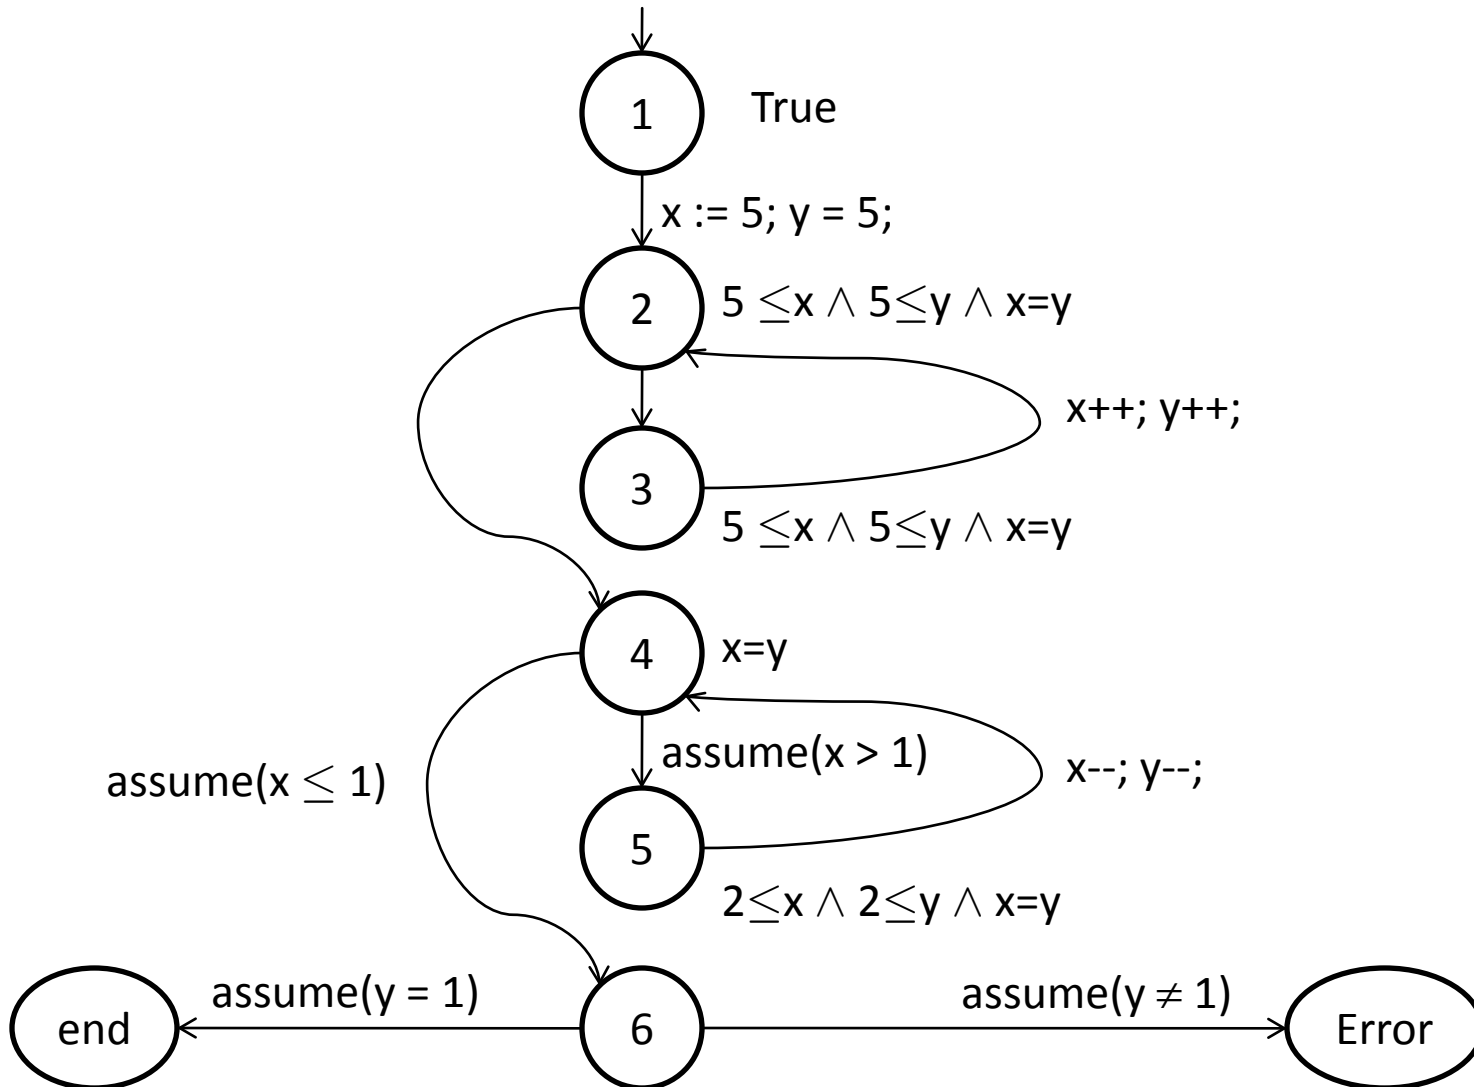 1 True
x := 5; y = 5;
2 5 ≤x ∧ 5≤y ∧ x=y
x++; y++;
3
5 ≤x ∧ 5≤y ∧ x=y
4 x=y
assume(x > 1)
assume(x ≤ 1)
x--; y--;
5
2≤x ∧ 2≤y ∧ x=y
assume(y = 1)
assume(y ≠ 1)
end 6 Error